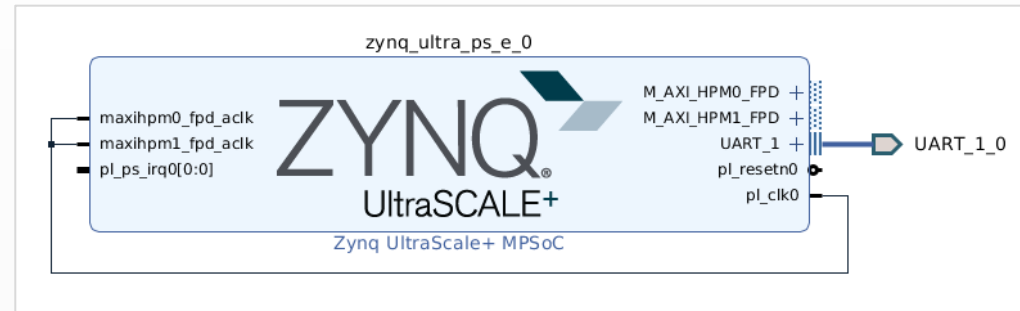 zynq_ultra_ps_e_0
maxihpm0_fpd_aclk
maxihpm1_fpd_aclk
pl_ps_irq0[0:0]
ZYNQ®
UltraSCALE+
M_AXI_HPM0_FPD
M_AXI_HPM1_FPD
UART_1
pl_resetn0
pl_clk0
UART_1_0
Zynq UltraScale+ MPSoC